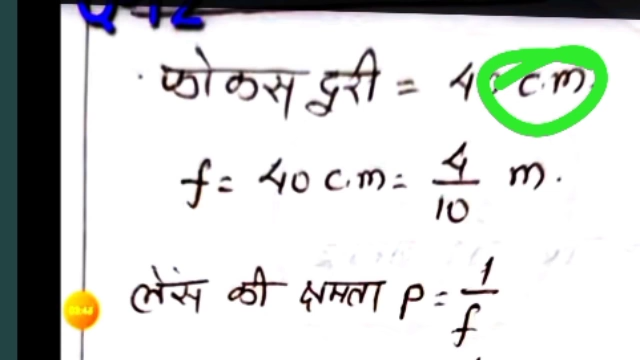 फोकस दूरी = 40 c.m.
f = 40 c.m = 4/10 m.
लेंस की क्षमता P = 1/f